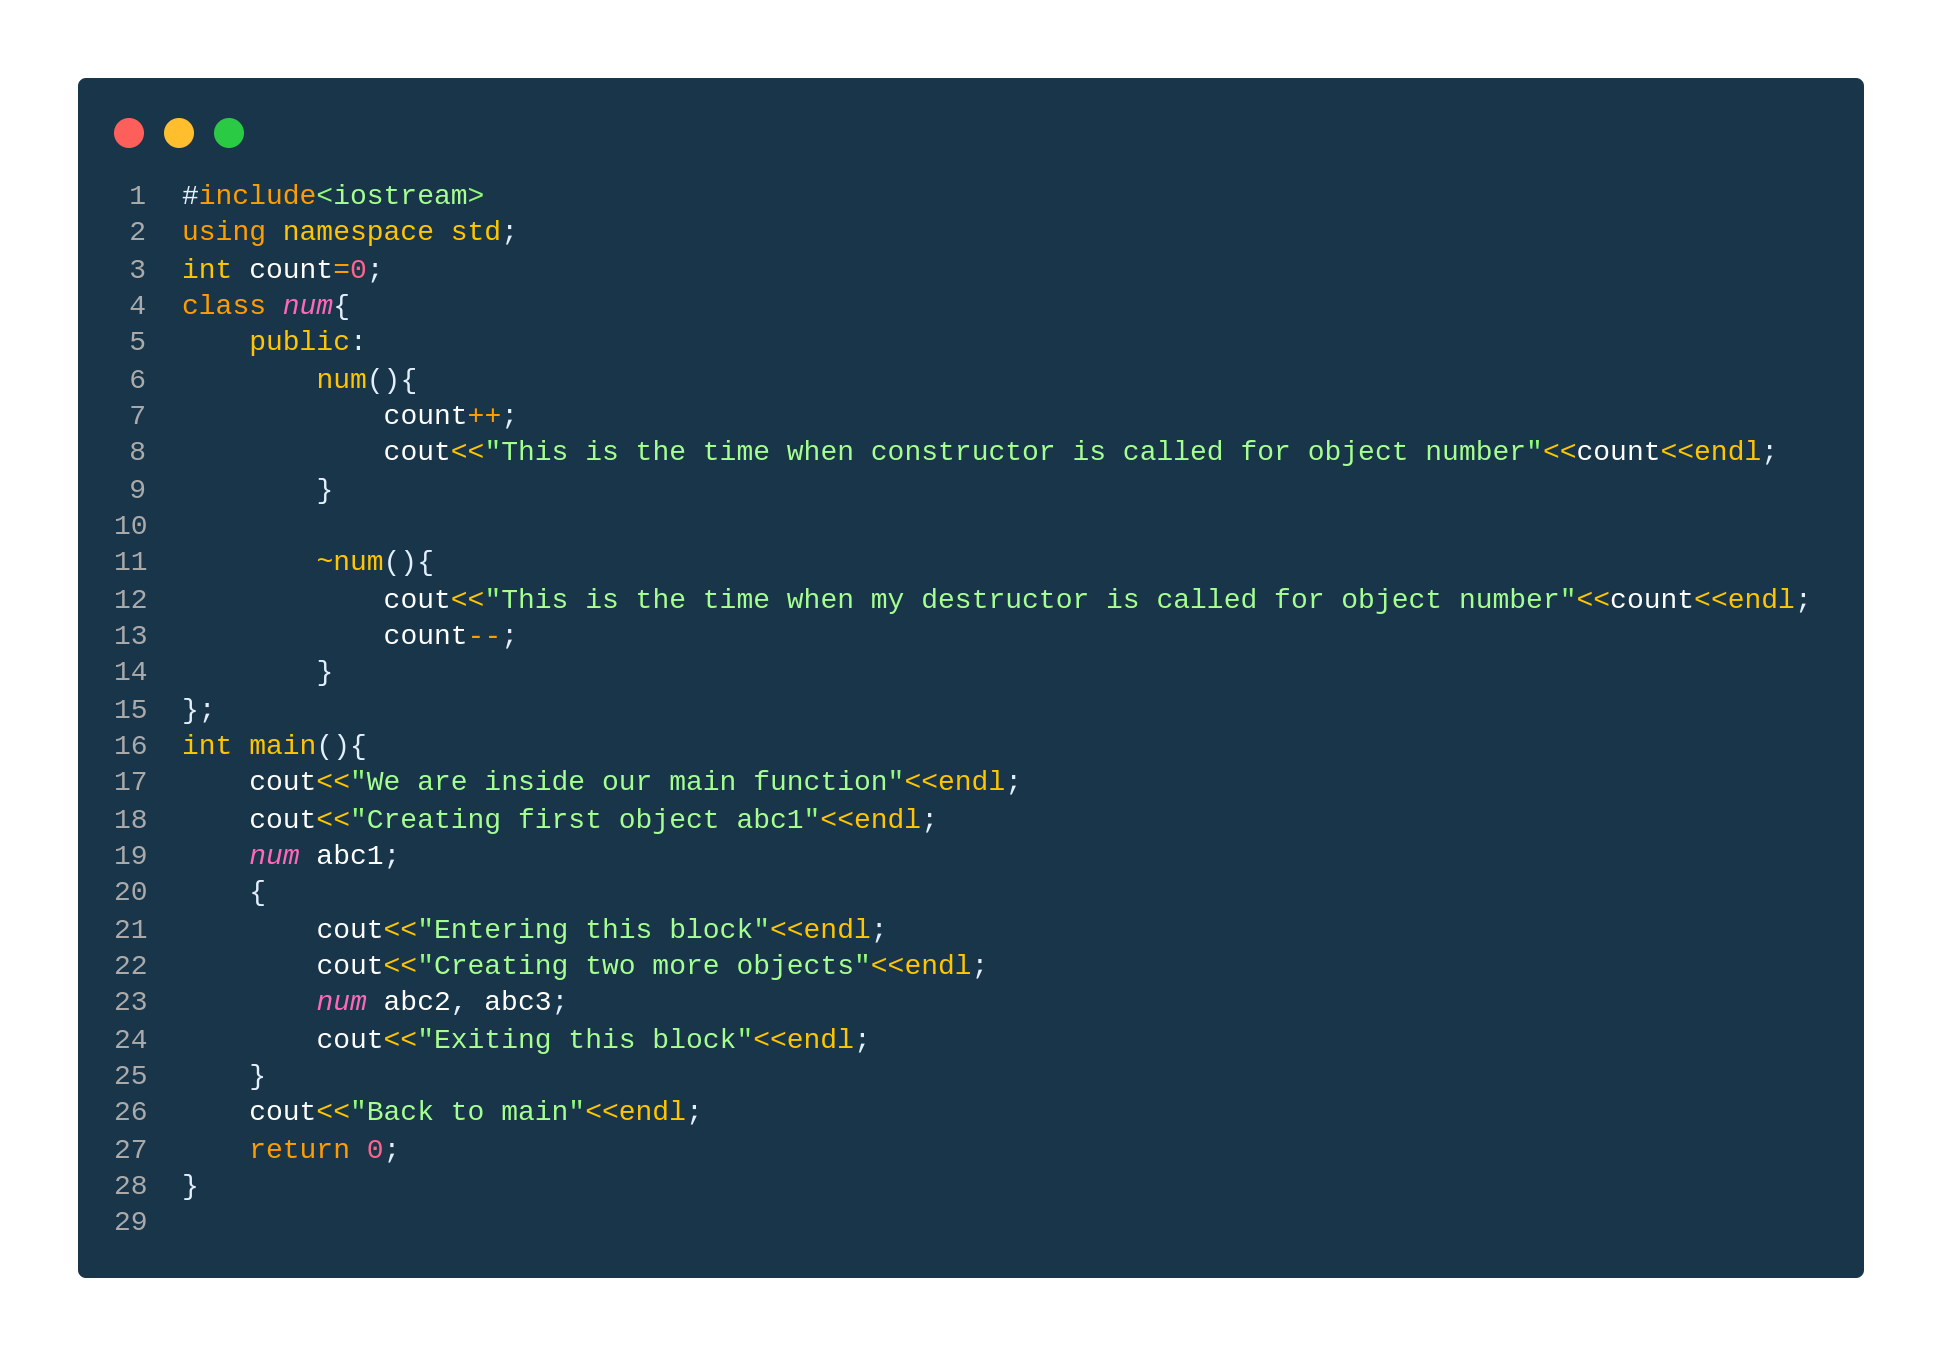 1 #include<iostream>
2 using namespace std;
3 int count=0;
4 class num{
5     public:
6         num(){
7             count++;
8             cout<<"This is the time when constructor is called for object number"<<count<<endl;
9         }
10
11         ~num(){
12             cout<<"This is the time when my destructor is called for object number"<<count<<endl;
13             count--;
14         }
15 };
16 int main(){
17     cout<<"We are inside our main function"<<endl;
18     cout<<"Creating first object abc1"<<endl;
19     num abc1;
20     {
21         cout<<"Entering this block"<<endl;
22         cout<<"Creating two more objects"<<endl;
23         num abc2, abc3;
24         cout<<"Exiting this block"<<endl;
25     }
26     cout<<"Back to main"<<endl;
27     return 0;
28 }
29